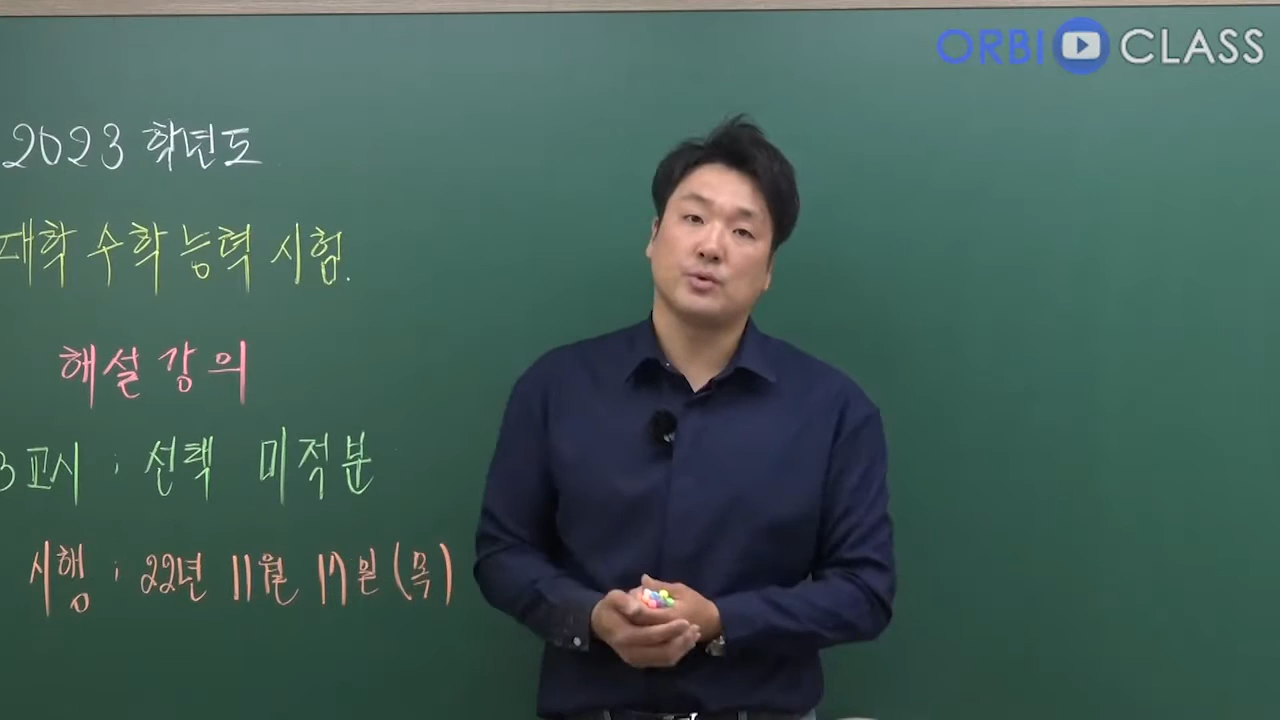 ORBI CLASS
2023 학년도
대학 수학 능력 시험.
해설 강의
3교시 : 선택 미적분
시행 : 22년 11월 17일 (목)